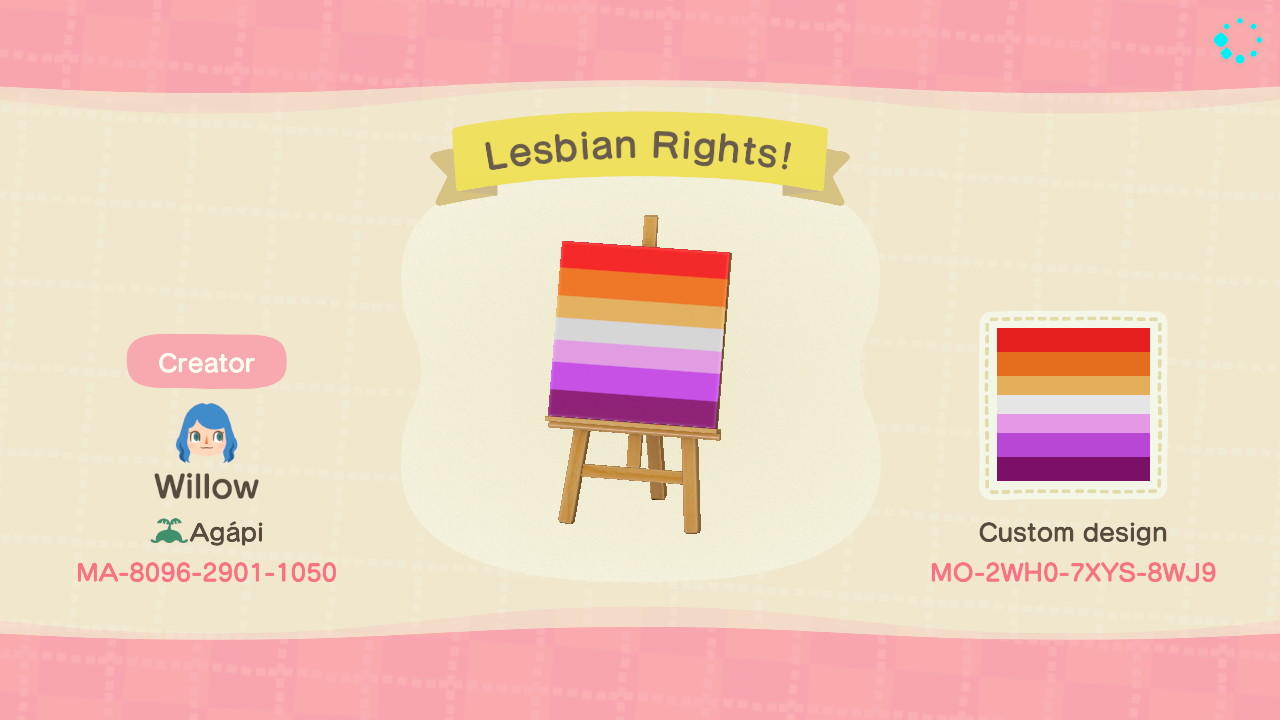 Lesbian Rights!
Creator
Willow
Agápi
MA-8096-2901-1050
Custom design
MO-2WH0-7XYS-8WJ9